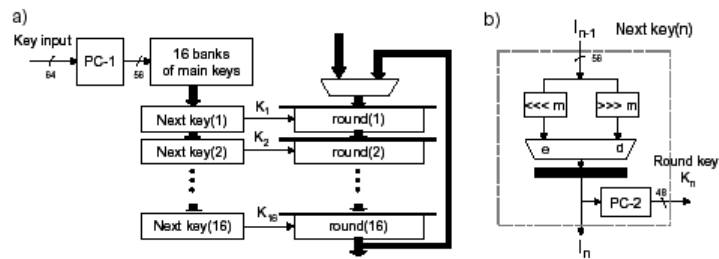 a)
Key input
64
PC-1
56
16 banks
of main keys
Next key(1)
K1
round(1)
Next key(2)
K2
round(2)
Next key(16)
K16
round(16)
b)
In-1
Next key(n)
56
<<< m
>>> m
e
d
Round key
Kn
PC-2
48
In